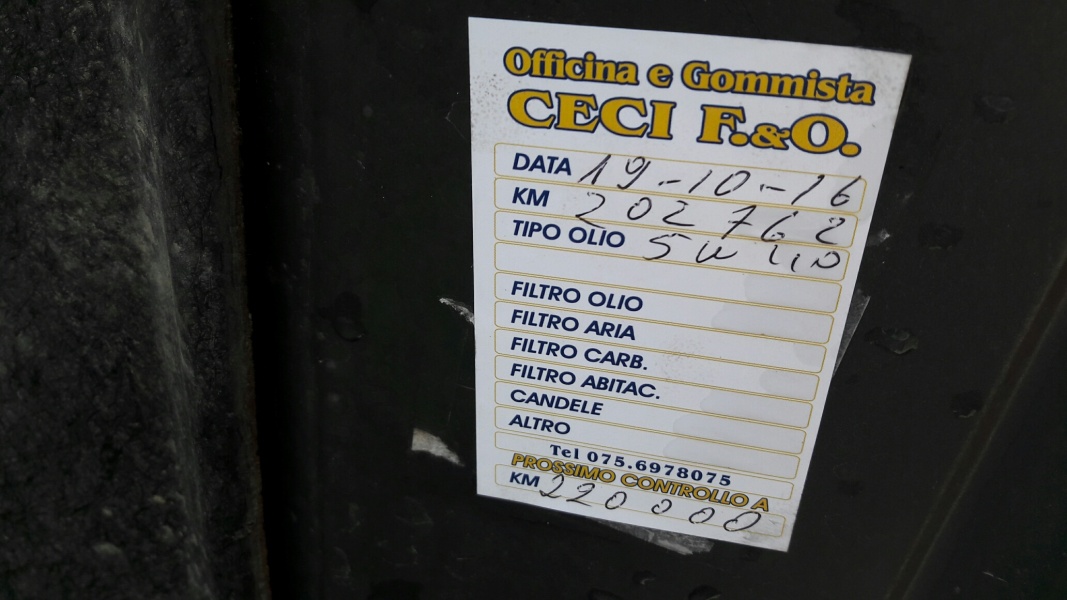 Officina e Gommista
CECI F.&O.
DATA 19-10-16
KM 202762
TIPO OLIO 5W40
FILTRO OLIO
FILTRO ARIA
FILTRO CARB.
FILTRO ABITAC.
CANDELE
ALTRO
Tel 075.6978075
PROSSIMO CONTROLLO A
KM 220000